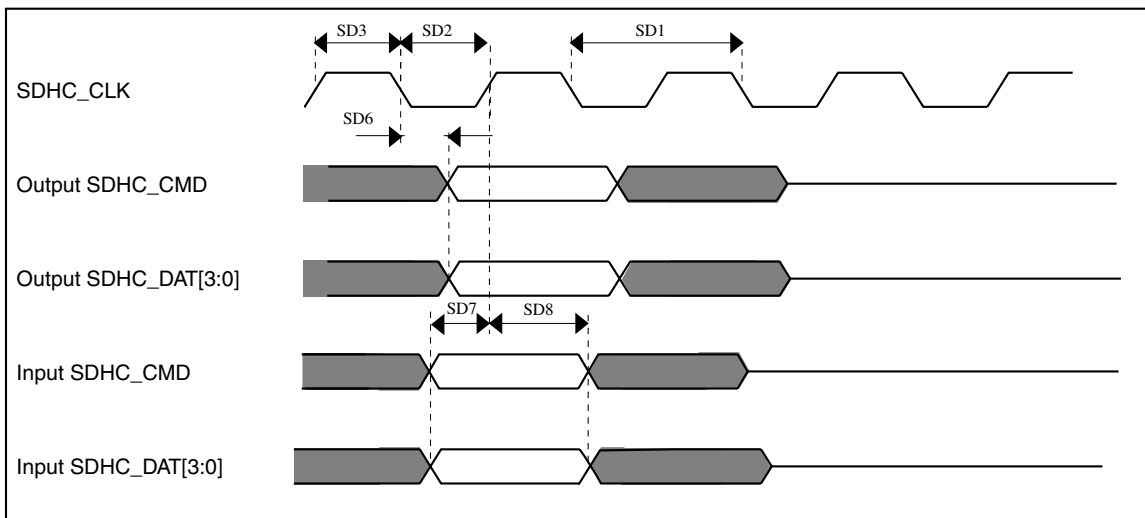 SD3 SD2 SD1
SDHC_CLK
SD6
Output SDHC_CMD
Output SDHC_DAT[3:0]
SD7 SD8
Input SDHC_CMD
Input SDHC_DAT[3:0]